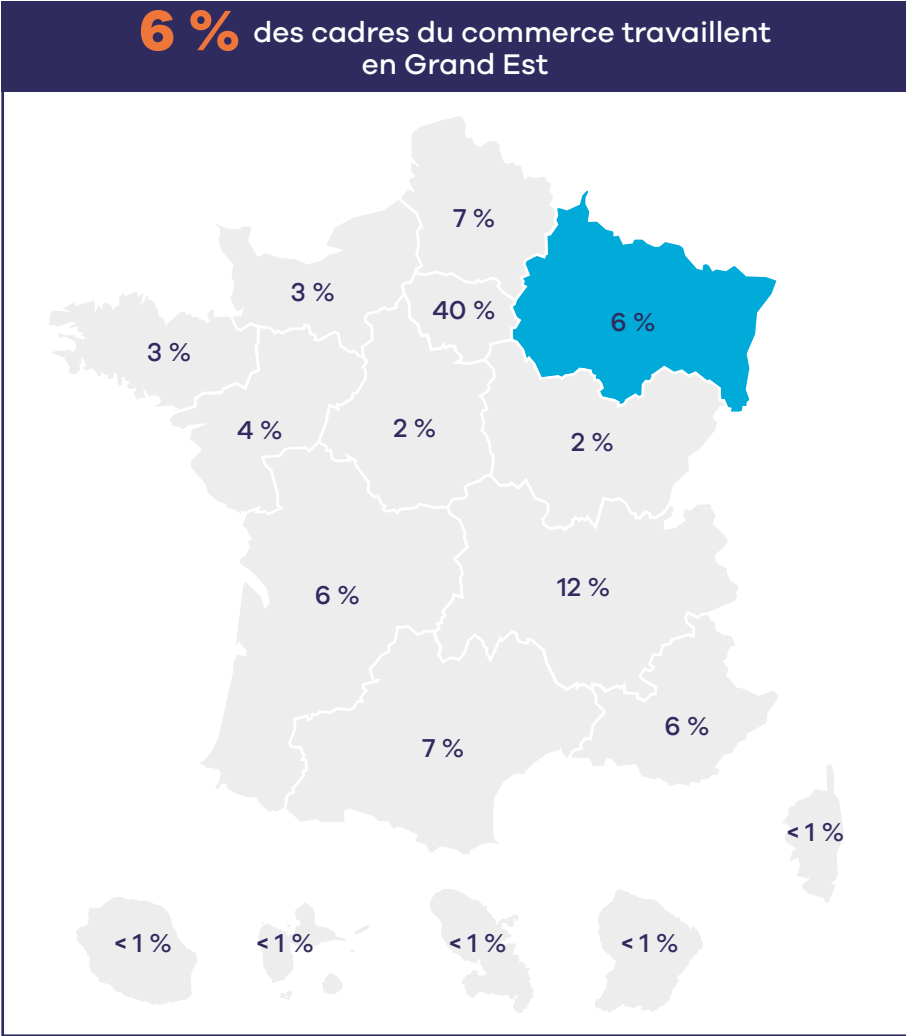 6 % des cadres du commerce travaillent
en Grand Est
7 %
3 %
40 %
6 %
3 %
4 %
2 %
2 %
6 %
12 %
6 %
7 %
< 1 %
< 1 %
< 1 %
< 1 %
< 1 %